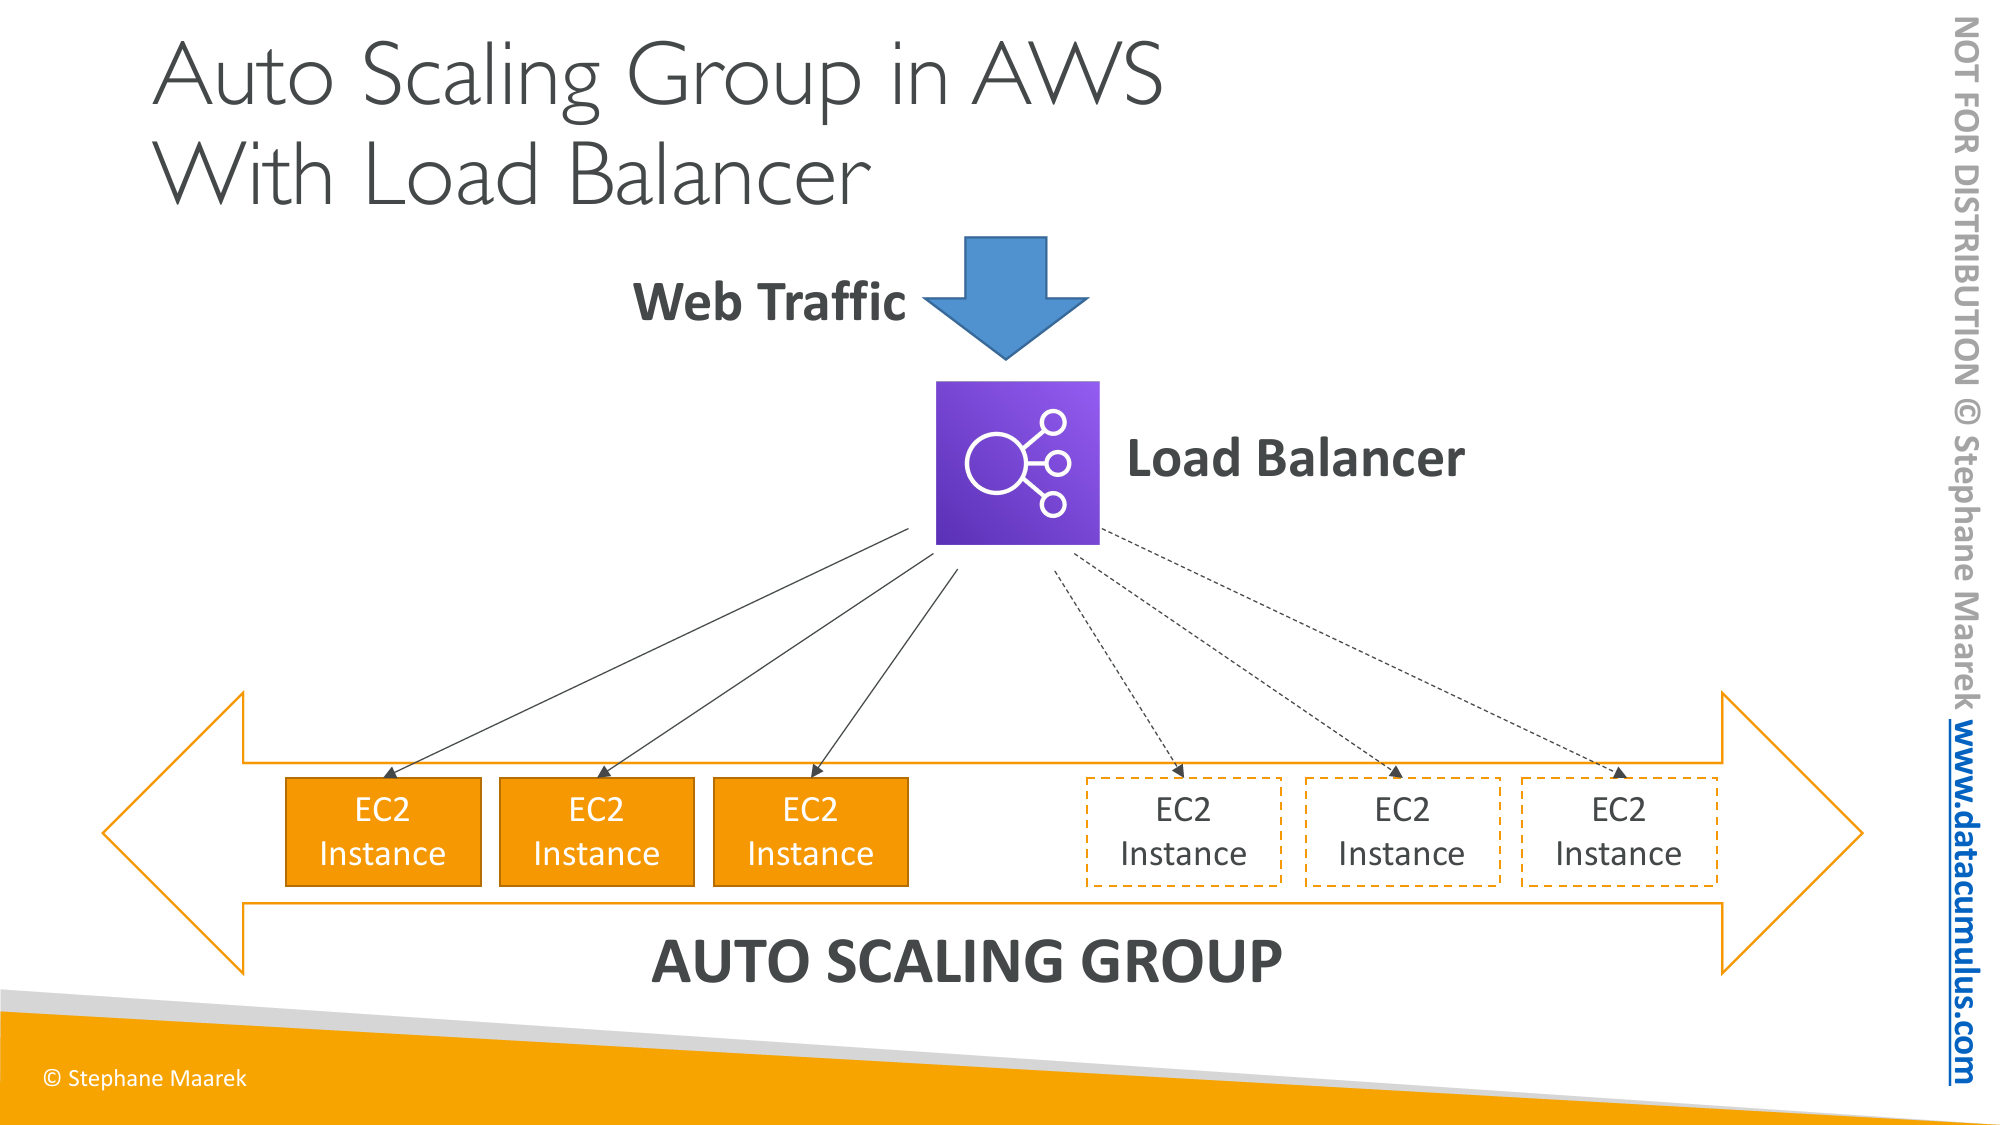 Auto Scaling Group in AWS
With Load Balancer
Web Traffic
Load Balancer
EC2
Instance
EC2
Instance
EC2
Instance
EC2
Instance
EC2
Instance
EC2
Instance
AUTO SCALING GROUP
© Stephane Maarek
NOT FOR DISTRIBUTION © Stephane Maarek www.datacumulus.com